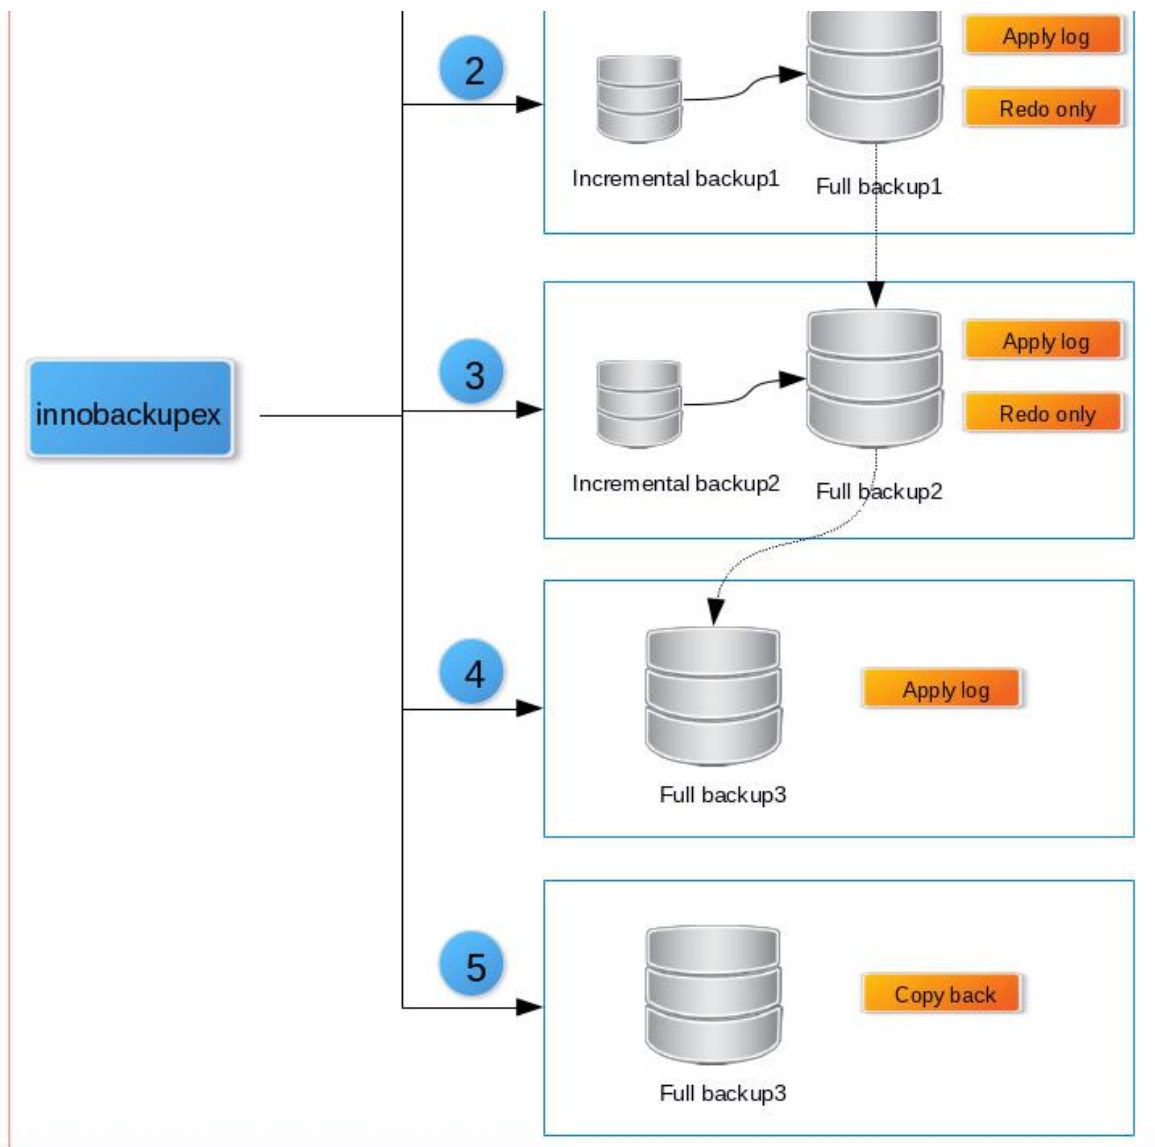 2
Apply log
Redo only
Incremental backup1
Full backup1
3
Apply log
Redo only
innobackupex
Incremental backup2
Full backup2
4
Apply log
Full backup3
5
Copy back
Full backup3